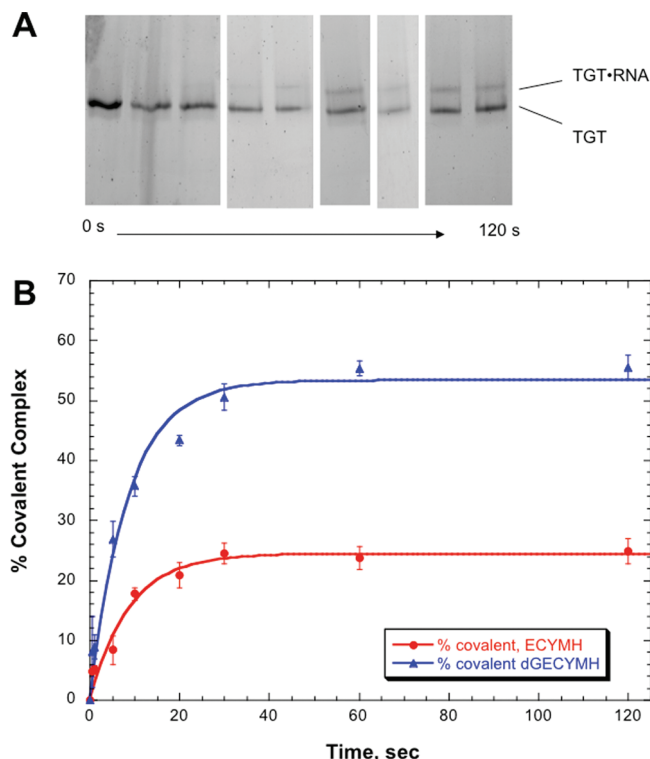 A
TGT•RNA
TGT
0 s
120 s
B
70
60
50
40
30
20
10
0
% Covalent Complex
% covalent, ECYMH
% covalent dGECYMH
0 20 40 60 80 100 120
Time, sec